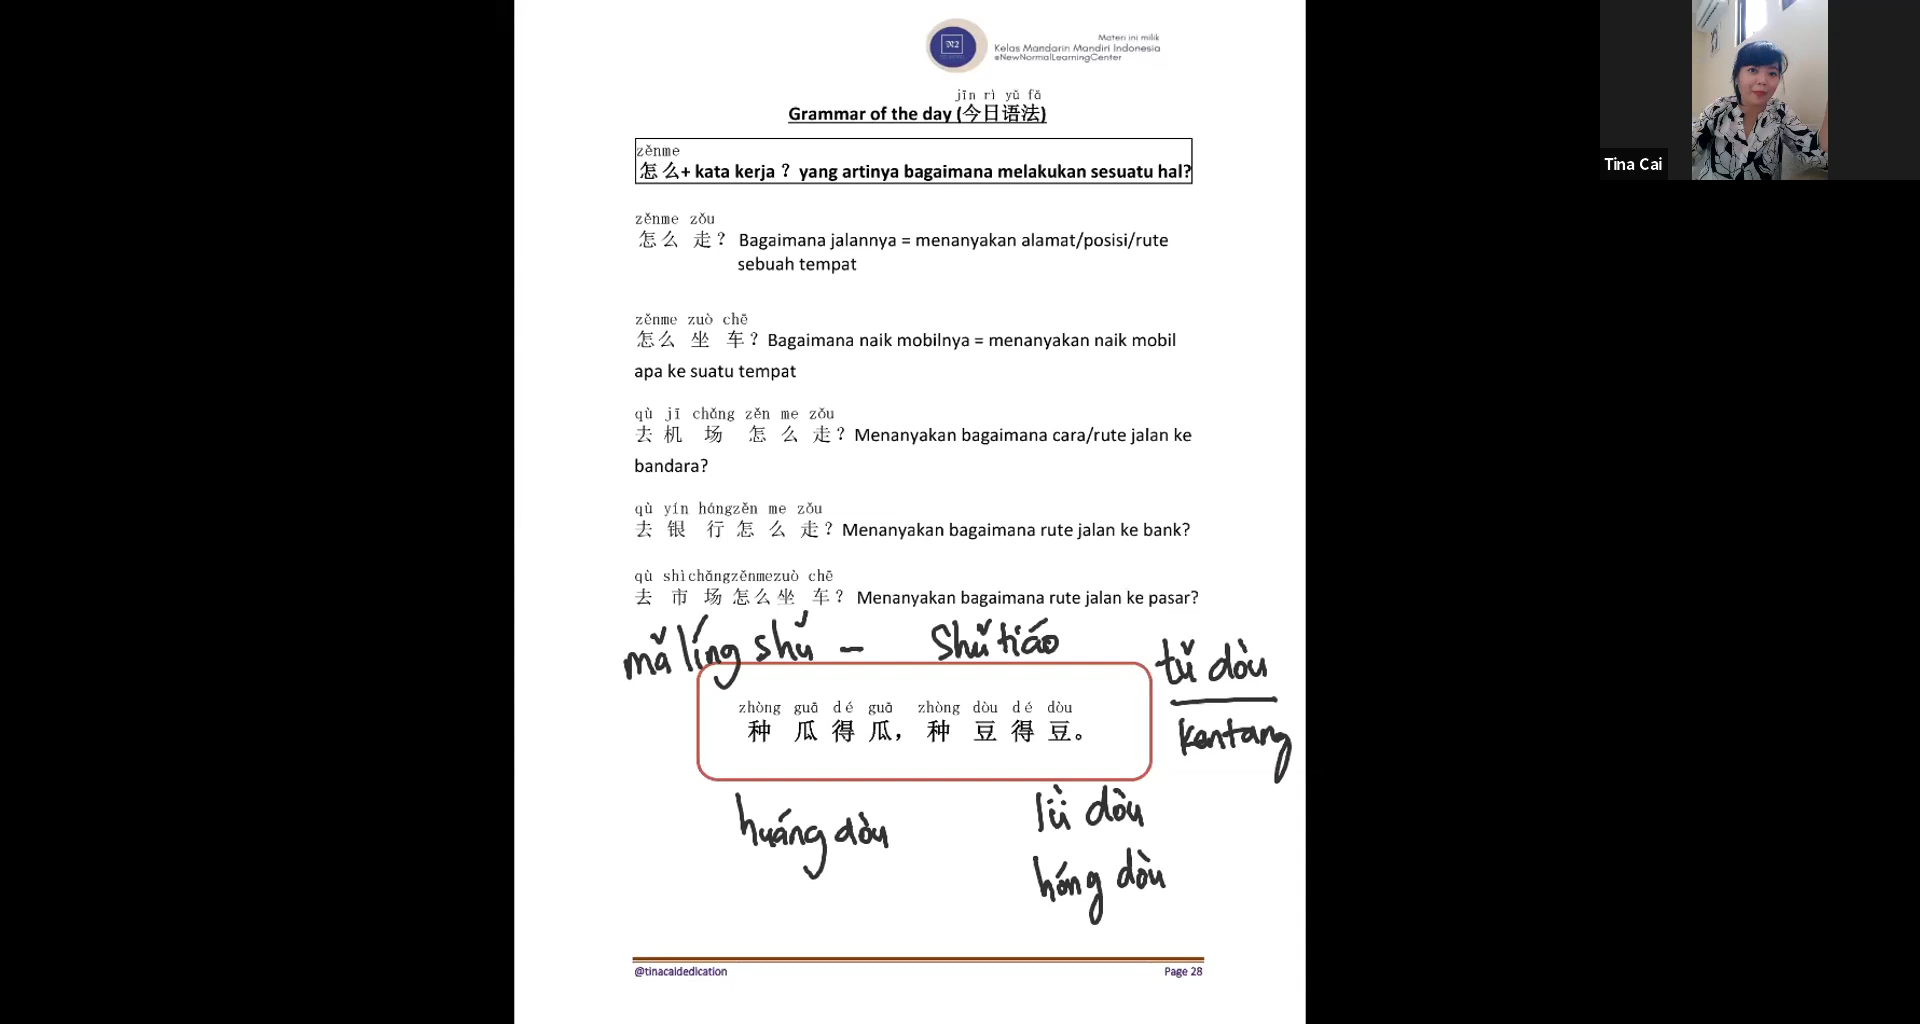 M2
Materi ini milik
Kelas Mandarin Mandiri Indonesia
#NewNormalLearningCenter
jīn rì yǔ fǎ
Grammar of the day (今日语法)
zěnme
怎么+ kata kerja ? yang artinya bagaimana melakukan sesuatu hal?
zěnme zǒu
怎么 走? Bagaimana jalannya = menanyakan alamat/posisi/rute
sebuah tempat
zěnme zuò chē
怎么 坐 车? Bagaimana naik mobilnya = menanyakan naik mobil
apa ke suatu tempat
qù jī chǎng zěn me zǒu
去 机 场 怎 么 走? Menanyakan bagaimana cara/rute jalan ke
bandara?
qù yín hángzěn me zǒu
去 银 行 怎 么 走? Menanyakan bagaimana rute jalan ke bank?
qù shìchǎngzěnmezuò chē
去 市 场 怎么坐 车? Menanyakan bagaimana rute jalan ke pasar?
mǎ líng shǔ – Shǔ tiáo
tǔ dòu
kentang
zhòng guā dé guā zhòng dòu dé dòu
种 瓜 得 瓜, 种 豆 得 豆。
huáng dòu
lǜ dòu
hóng dòu
@tinacaidedication
Page 28
Tina Cai